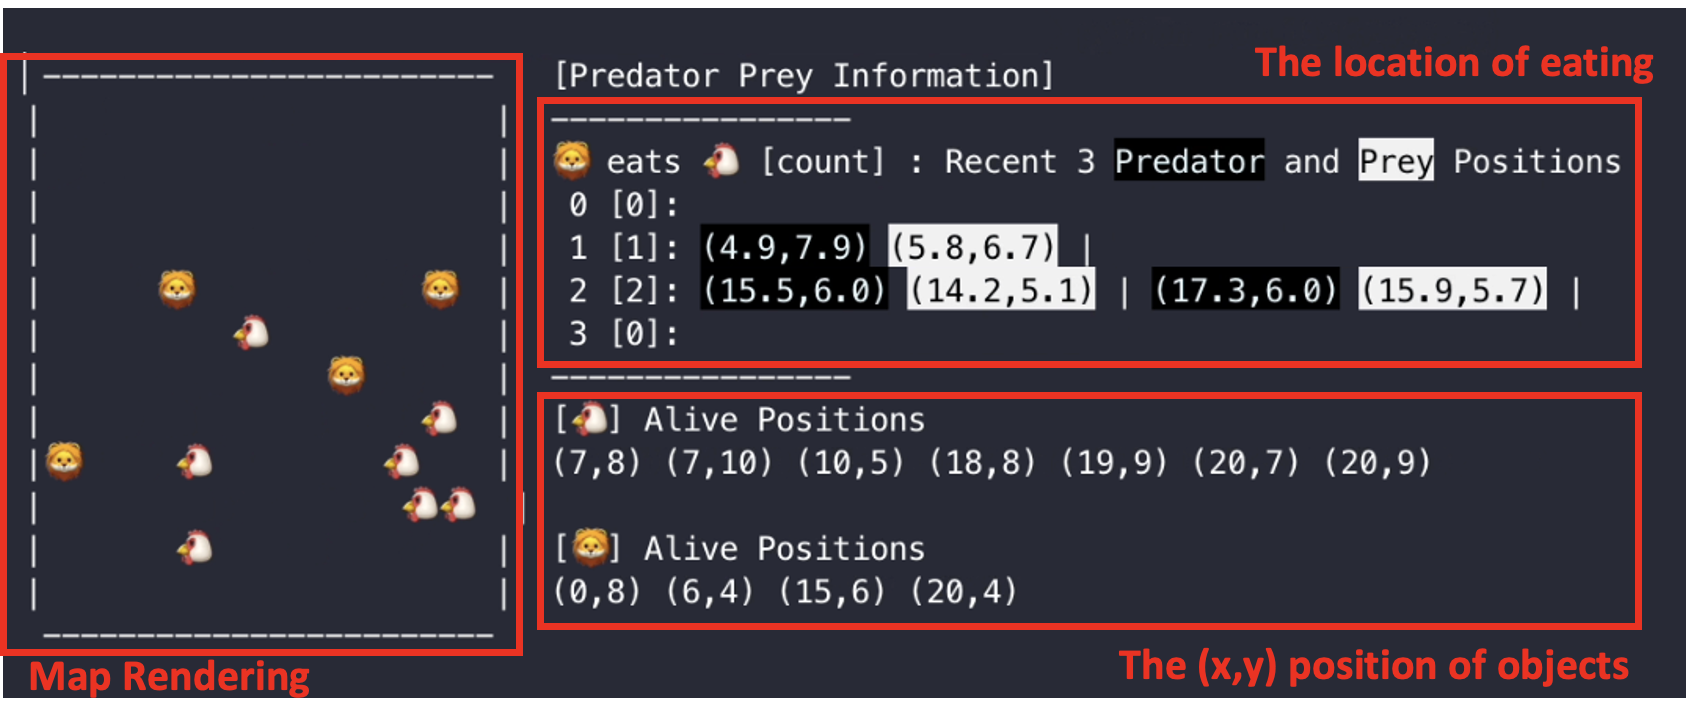 The location of eating
[Predator Prey Information]
----------------
🦁 eats 🐔 [count] : Recent 3 Predator and Prey Positions
0 [0]:
1 [1]: (4.9,7.9) (5.8,6.7) |
2 [2]: (15.5,6.0) (14.2,5.1) | (17.3,6.0) (15.9,5.7) |
3 [0]:
----------------
[🐔] Alive Positions
(7,8) (7,10) (10,5) (18,8) (19,9) (20,7) (20,9)
[🦁] Alive Positions
(0,8) (6,4) (15,6) (20,4)
Map Rendering
The (x,y) position of objects